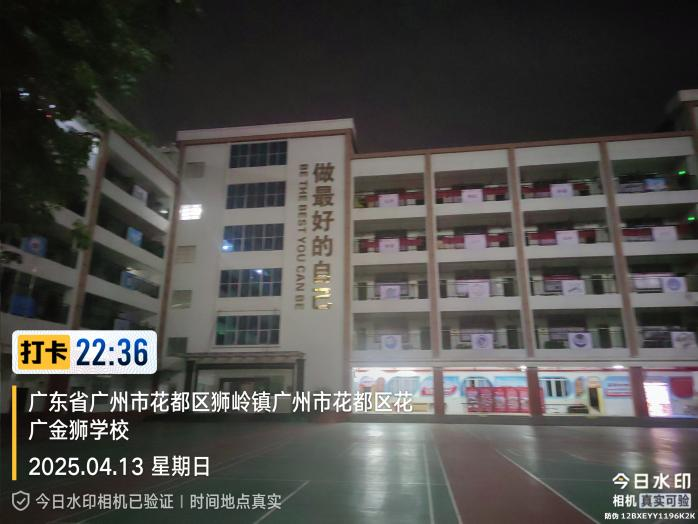 做最好的自己
BE THE BEST YOU CAN BE
打卡 22:36
广东省广州市花都区狮岭镇广州市花都区花
广金狮学校
2025.04.13 星期日
今日水印相机已验证 | 时间地点真实
今日水印
相机 真实可验
防伪 12BXEYY1196K2K